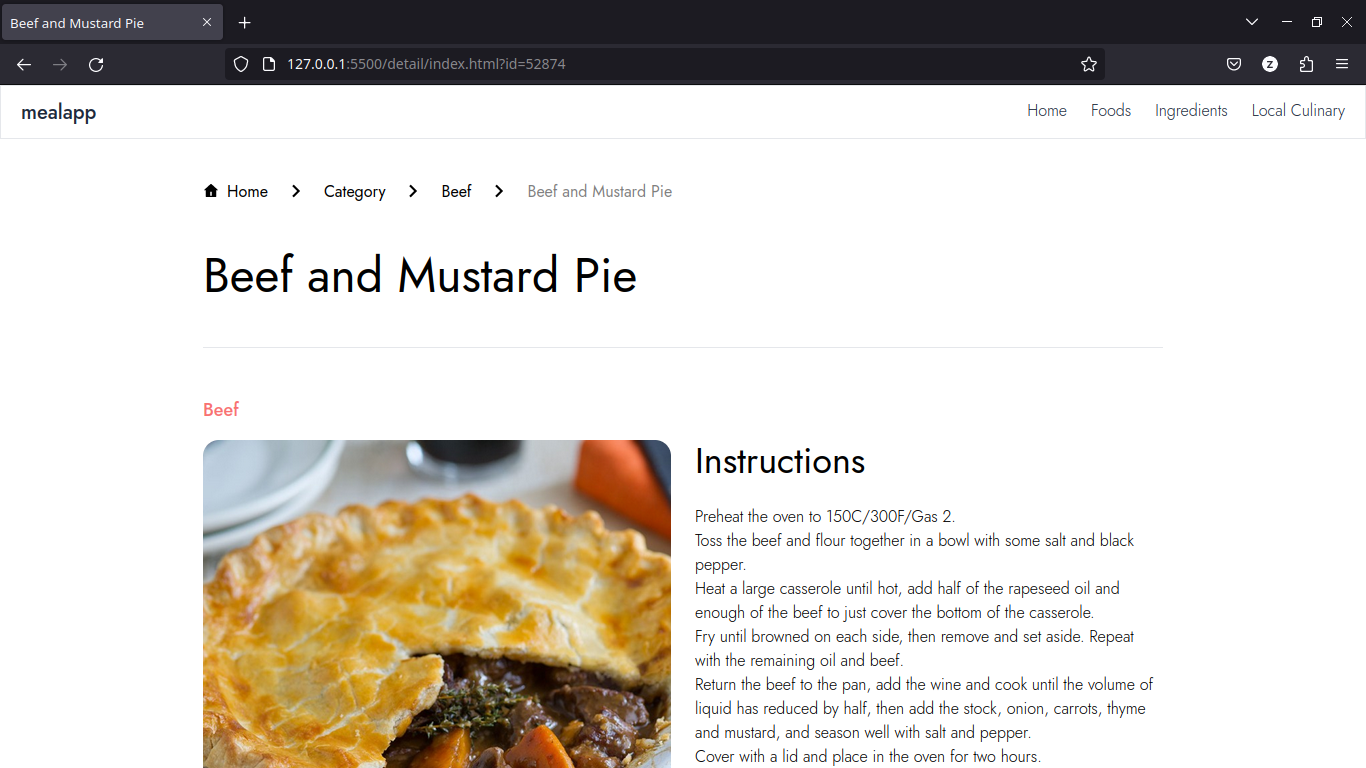 Beef and Mustard Pie
127.0.0.1:5500/detail/index.html?id=52874
Z
mealapp
Home Foods Ingredients Local Culinary
Home Category Beef Beef and Mustard Pie
Beef and Mustard Pie
Beef
Instructions
Preheat the oven to 150C/300F/Gas 2.
Toss the beef and flour together in a bowl with some salt and black
pepper.
Heat a large casserole until hot, add half of the rapeseed oil and
enough of the beef to just cover the bottom of the casserole.
Fry until browned on each side, then remove and set aside. Repeat
with the remaining oil and beef.
Return the beef to the pan, add the wine and cook until the volume of
liquid has reduced by half, then add the stock, onion, carrots, thyme
and mustard, and season well with salt and pepper.
Cover with a lid and place in the oven for two hours.